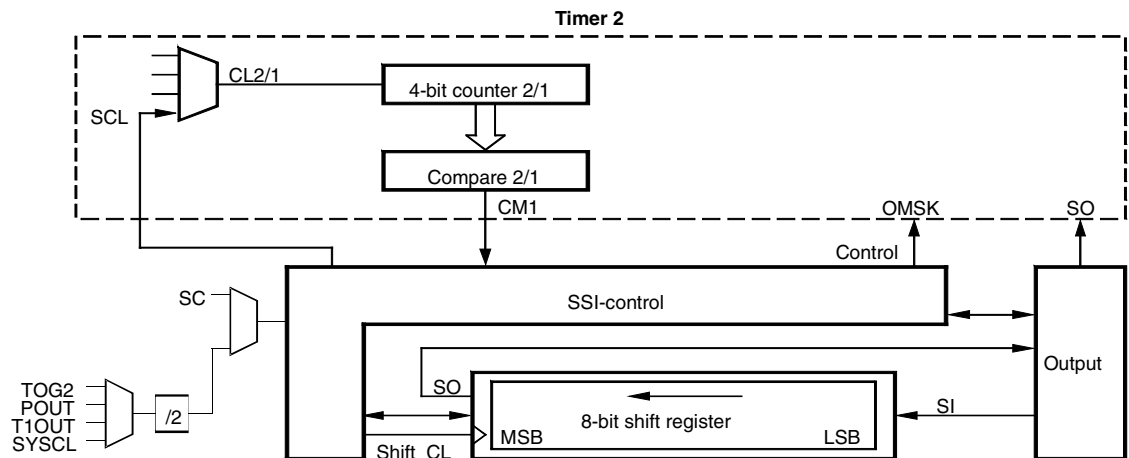 Timer 2
CL2/1
4-bit counter 2/1
SCL
Compare 2/1
CM1
OMSK
SO
Control
SC
SSI-control
TOG2
POUT
T1OUT
SYSCL
/2
SO
Output
8-bit shift register
SI
MSB
LSB
Shift_CL